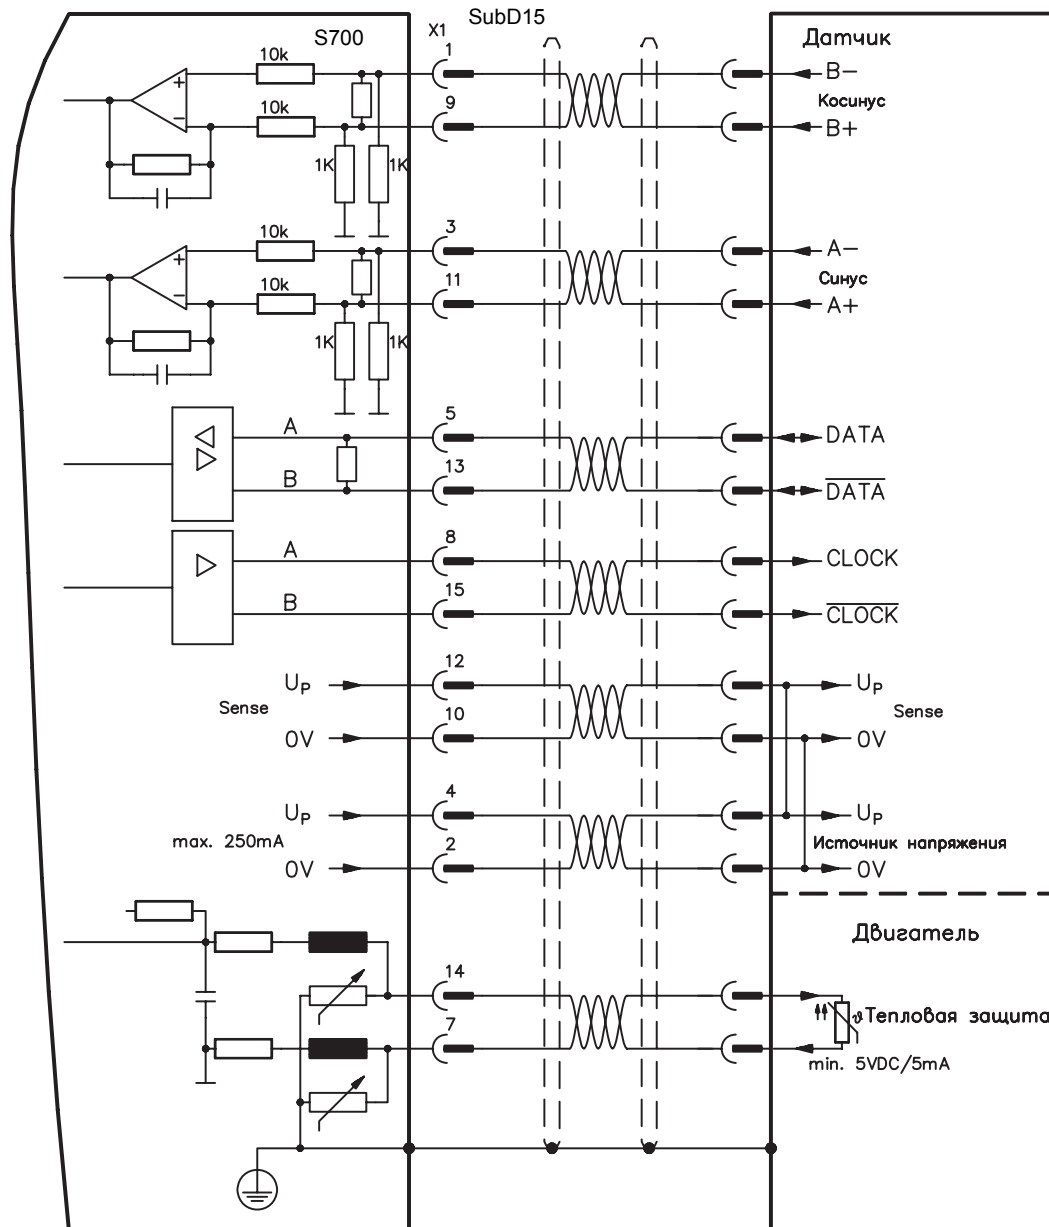 SubD15
S700
X1
Датчик
10k
1
B–
Косинус
10k
9
B+
1K
1K
10k
3
A–
Синус
10k
11
A+
1K
1K
A
5
DATA
B
13
DATA
A
8
CLOCK
B
15
CLOCK
UP
12
UP
Sense
Sense
0V
10
0V
UP
4
UP
max. 250mA
Источник напряжения
0V
2
0V
Двигатель
14
ϑ Тепловая защита
7
min. 5VDC/5mA